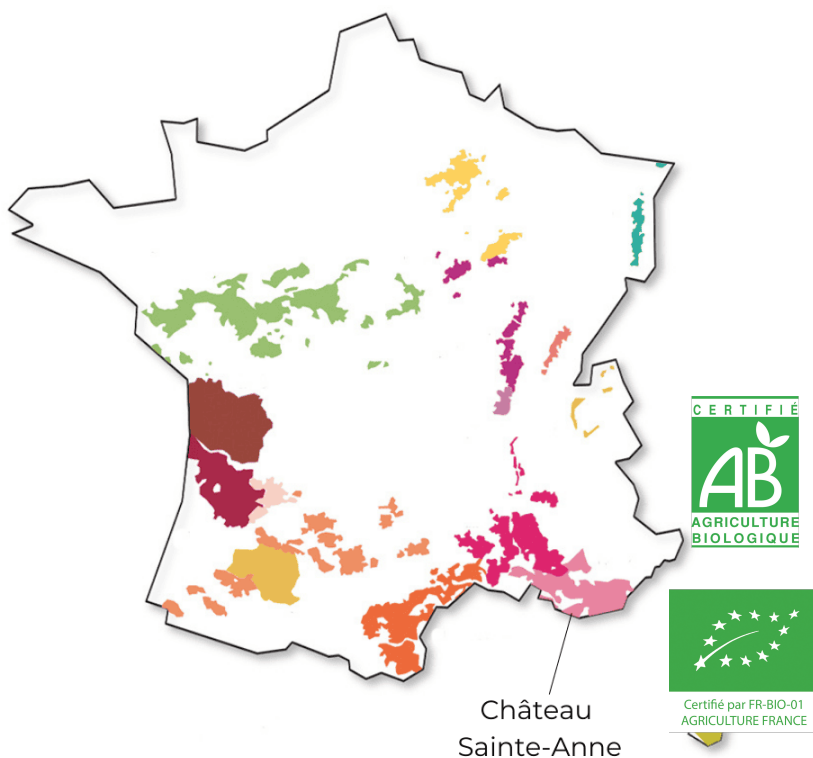 CERTIFIÉ
AB
AGRICULTURE
BIOLOGIQUE
Certifié par FR-BIO-01
AGRICULTURE FRANCE
Château
Sainte-Anne